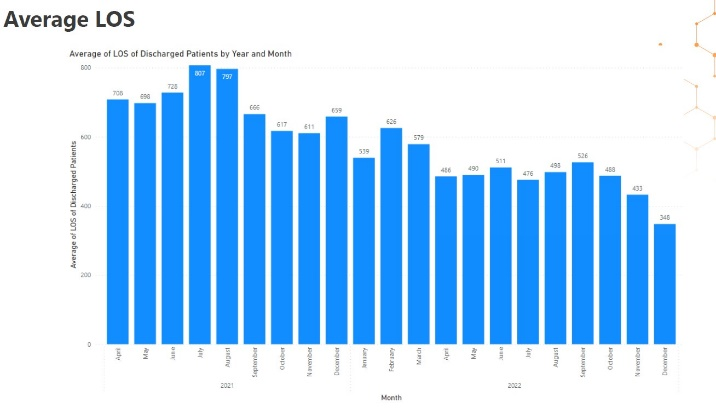 Average LOS
Average of LOS of Discharged Patients by Year and Month
Average of LOS of Discharged Patients
800
600
400
200
0
706
696
728
807
797
666
617
611
659
539
626
579
486
490
511
476
498
526
488
433
348
April
May
June
July
August
September
October
November
December
January
February
March
April
May
June
July
August
September
October
November
December
2021
2022
Month